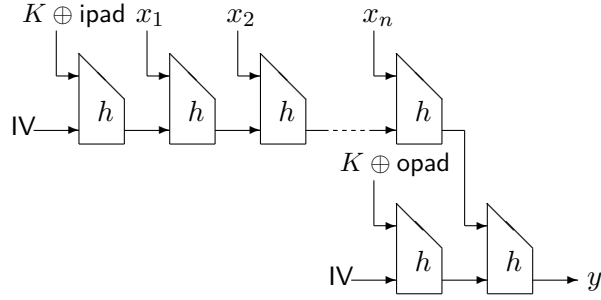 K ⊕ ipad x₁ x₂ xₙ
h h h h
IV
K ⊕ opad
h h
IV y